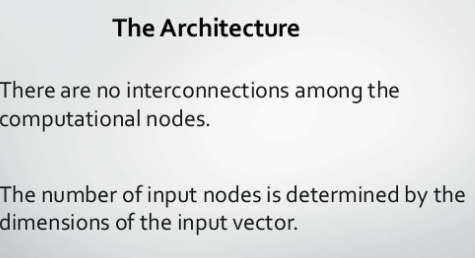 The Architecture
There are no interconnections among the
computational nodes.
The number of input nodes is determined by the
dimensions of the input vector.